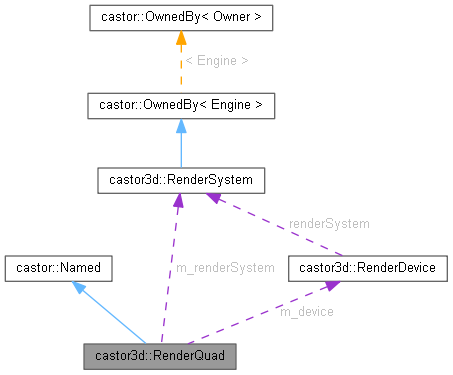 castor::OwnedBy< Owner >
< Engine >
castor::OwnedBy< Engine >
castor3d::RenderSystem
renderSystem
castor::Named
m_renderSystem
castor3d::RenderDevice
m_device
castor3d::RenderQuad